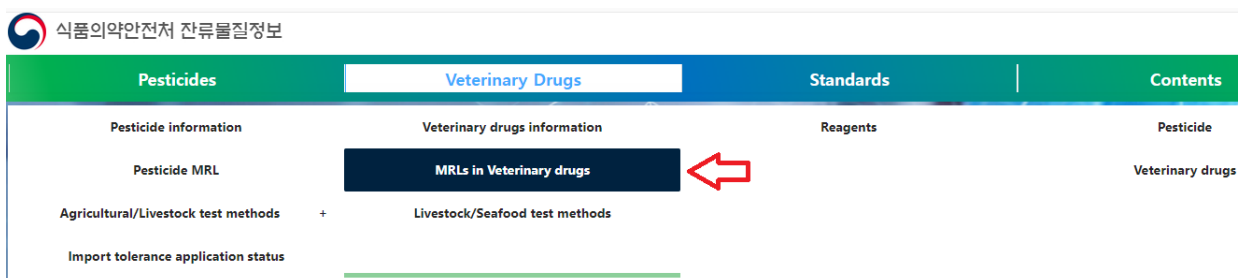 식품의약안전처 잔류물질정보
Pesticides Veterinary Drugs Standards Contents
Pesticide information Veterinary drugs information Reagents Pesticide
Pesticide MRL MRLs in Veterinary drugs Veterinary drugs
Agricultural/Livestock test methods + Livestock/Seafood test methods
Import tolerance application status